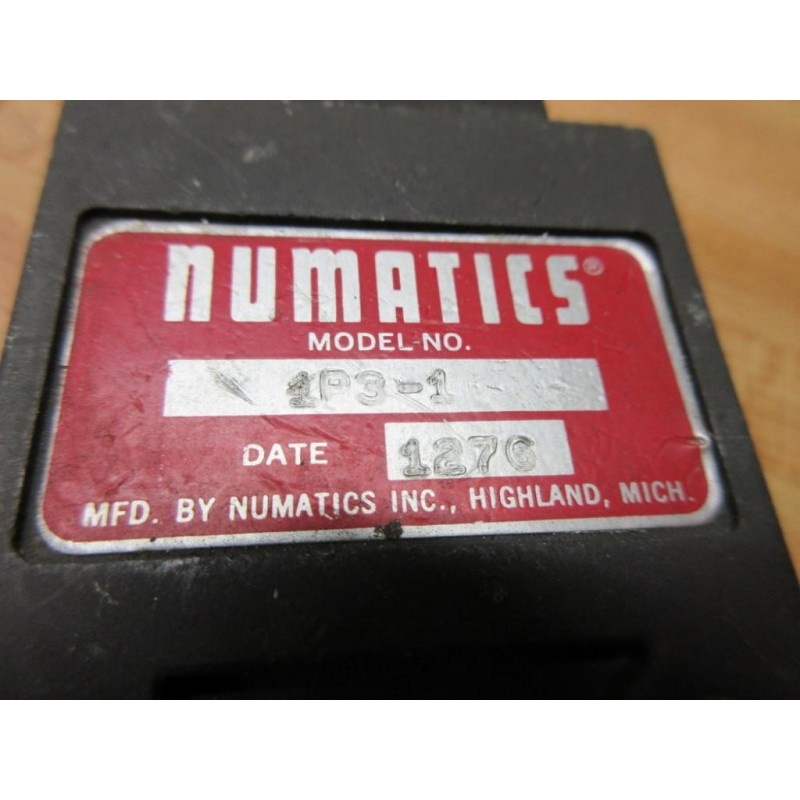 NUMATICS®
MODEL-NO.
1P3-1
DATE 1276
MFD. BY NUMATICS INC., HIGHLAND, MICH.